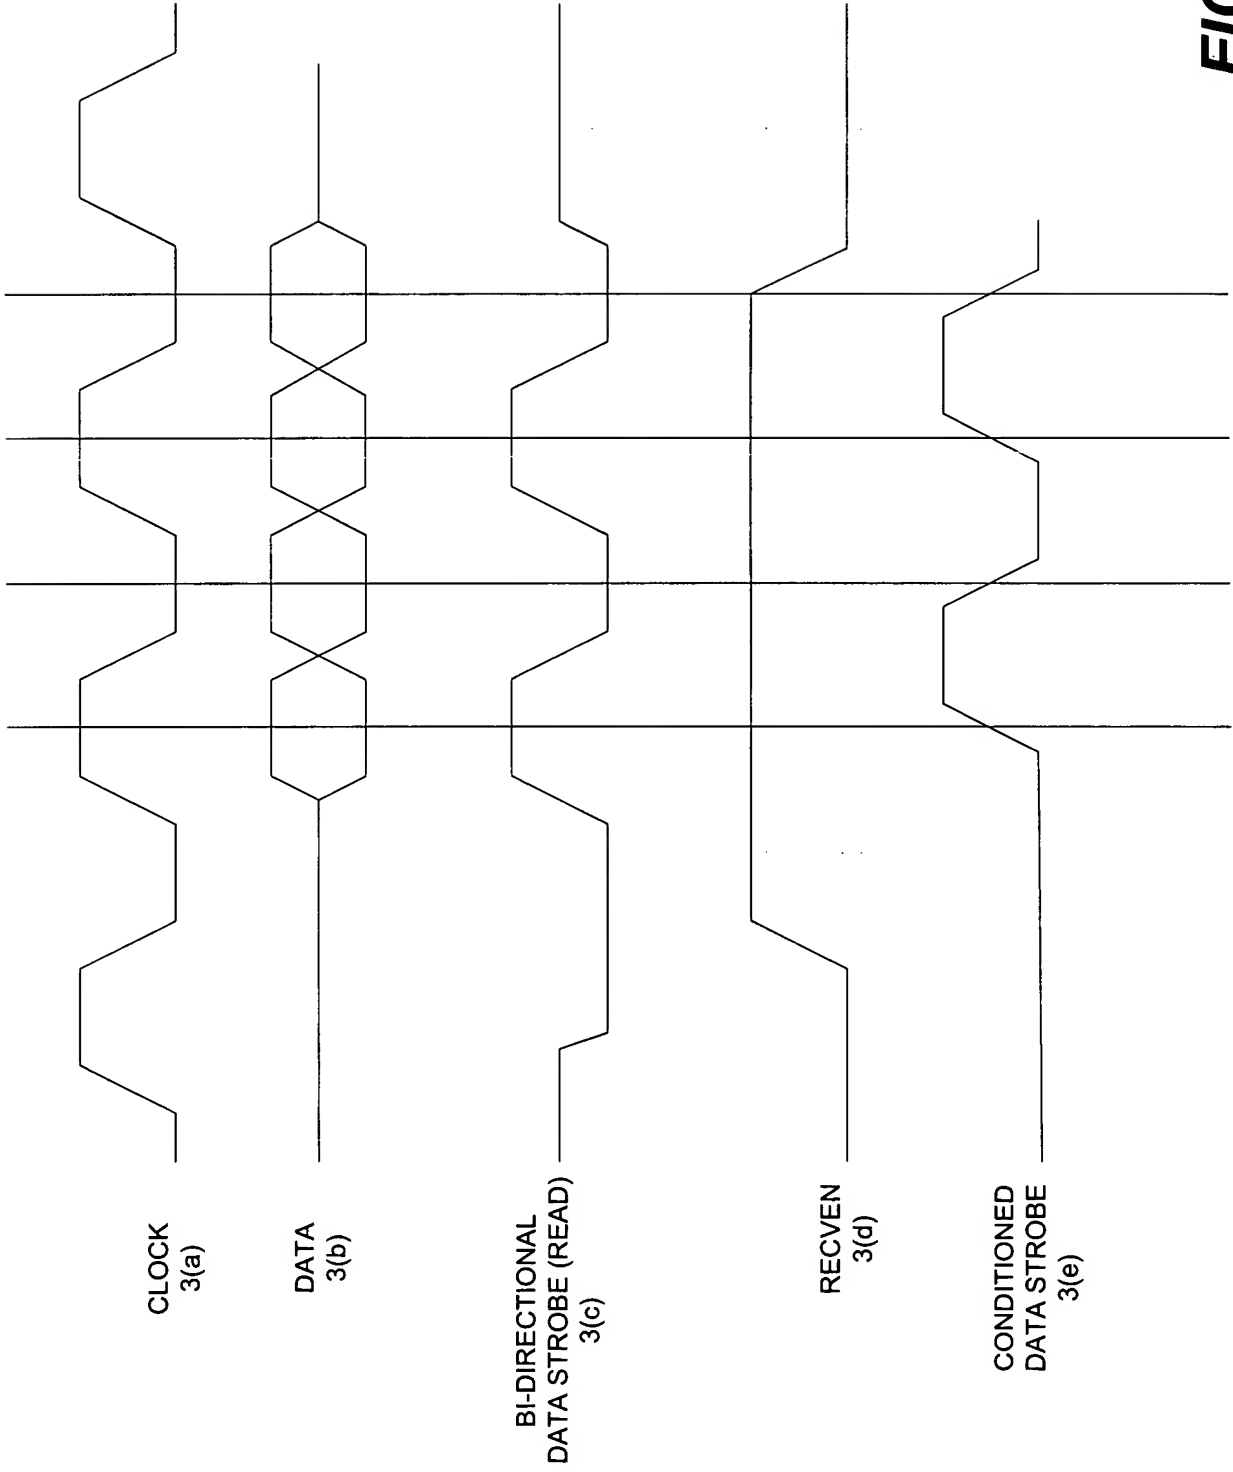 CLOCK
3(a)
DATA
3(b)
BI-DIRECTIONAL
DATA STROBE (READ)
3(c)
RECVEN
3(d)
CONDITIONED
DATA STROBE
3(e)